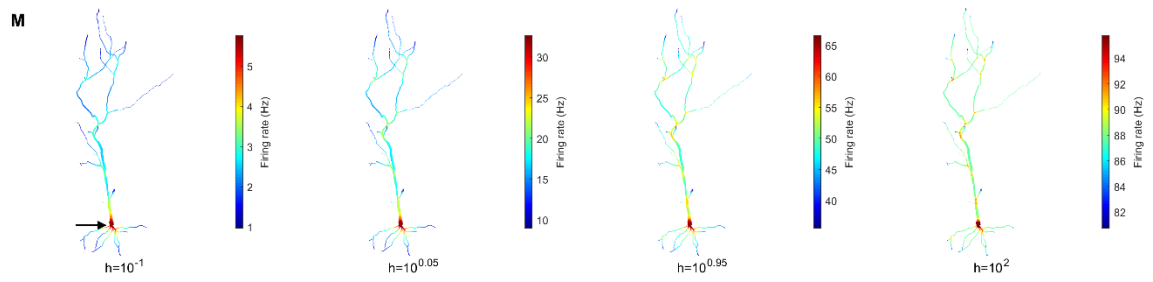 M
5
4
3
2
1
Firing rate (Hz)
h=10^-1
30
25
20
15
10
Firing rate (Hz)
h=10^0.05
65
60
55
50
45
40
Firing rate (Hz)
h=10^0.95
94
92
90
88
86
84
82
Firing rate (Hz)
h=10^2